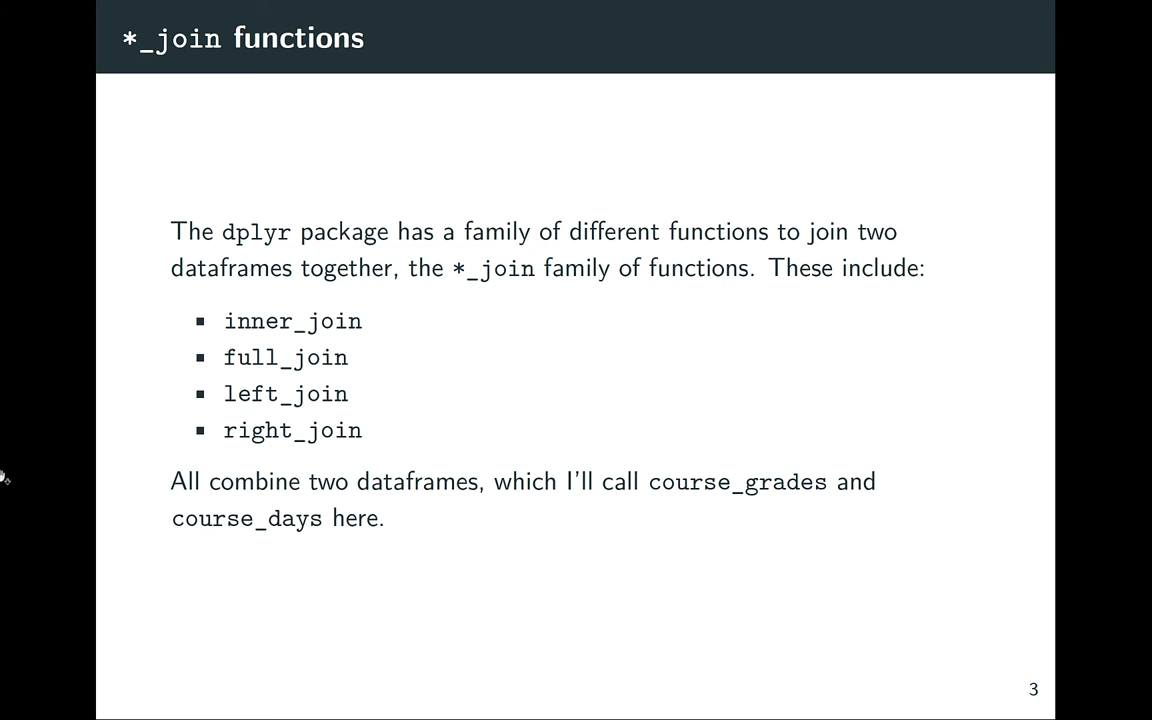 *_join functions
The dplyr package has a family of different functions to join two
dataframes together, the *_join family of functions. These include:
▪ inner_join
▪ full_join
▪ left_join
▪ right_join
All combine two dataframes, which I'll call course_grades and
course_days here.
3